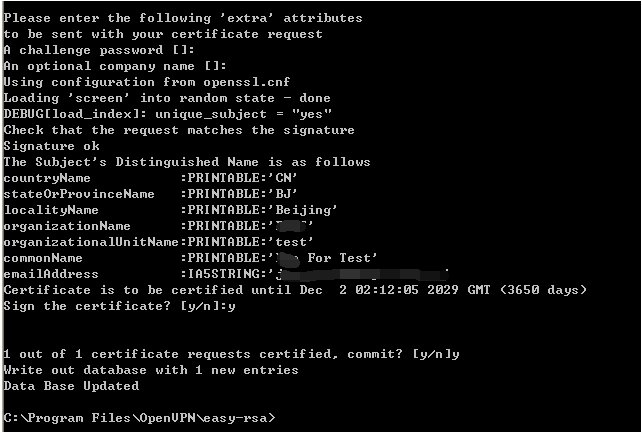 Please enter the following 'extra' attributes
to be sent with your certificate request
A challenge password []:
An optional company name []:
Using configuration from openssl.cnf
Loading 'screen' into random state - done
DEBUG[load_index]: unique_subject = "yes"
Check that the request matches the signature
Signature ok
The Subject's Distinguished Name is as follows
countryName           :PRINTABLE:'CN'
stateOrProvinceName   :PRINTABLE:'BJ'
localityName          :PRINTABLE:'Beijing'
organizationName      :PRINTABLE:'
organizationalUnitName:PRINTABLE:'test'
commonName            :PRINTABLE:' For Test'
emailAddress          :IA5STRING:'j '
Certificate is to be certified until Dec  2 02:12:05 2029 GMT (3650 days)
Sign the certificate? [y/n]:y
1 out of 1 certificate requests certified, commit? [y/n]y
Write out database with 1 new entries
Data Base Updated
C:\Program Files\OpenVPN\easy-rsa>